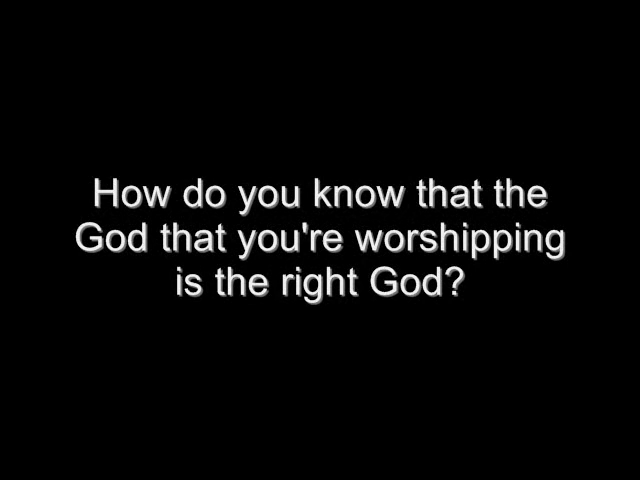 How do you know that the
God that you're worshipping
is the right God?